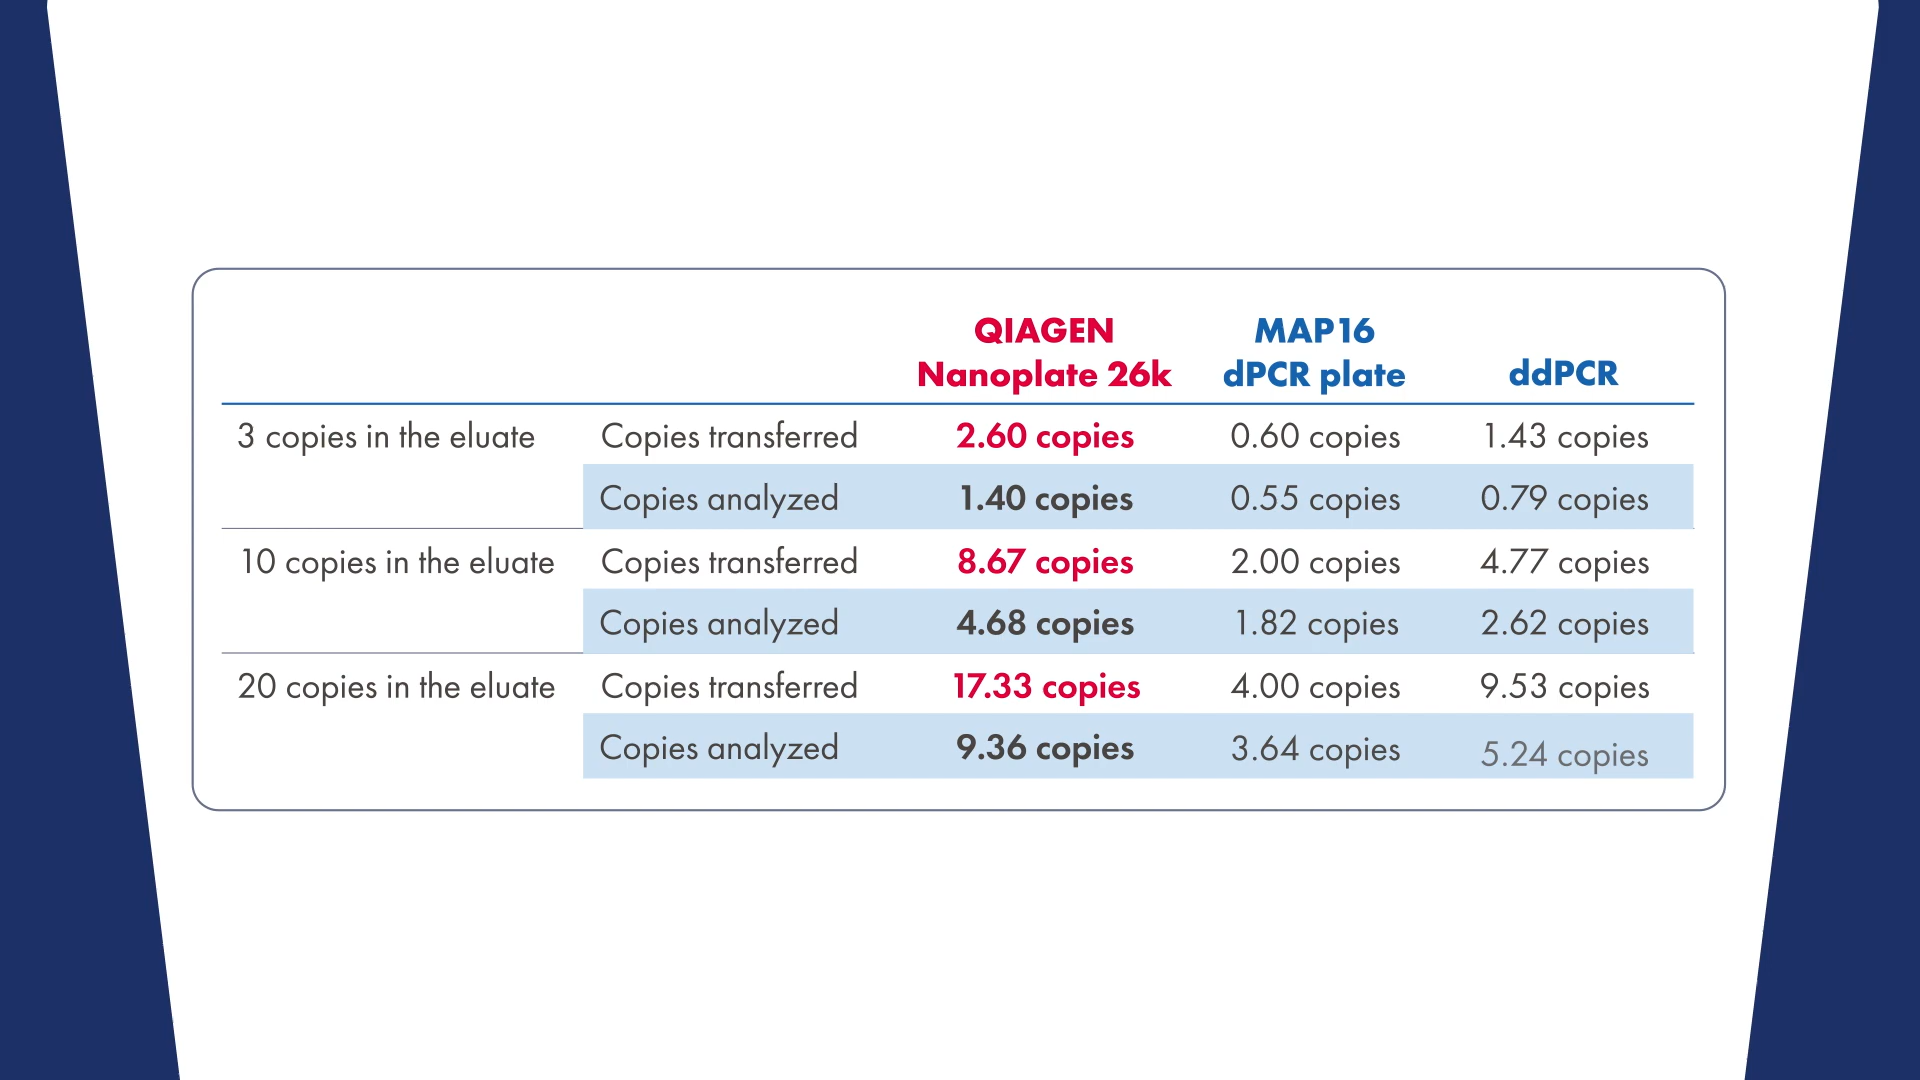 QIAGEN
Nanoplate 26k
MAP16
dPCR plate
ddPCR
3 copies in the eluate Copies transferred 2.60 copies 0.60 copies 1.43 copies
Copies analyzed 1.40 copies 0.55 copies 0.79 copies
10 copies in the eluate Copies transferred 8.67 copies 2.00 copies 4.77 copies
Copies analyzed 4.68 copies 1.82 copies 2.62 copies
20 copies in the eluate Copies transferred 17.33 copies 4.00 copies 9.53 copies
Copies analyzed 9.36 copies 3.64 copies 5.24 copies